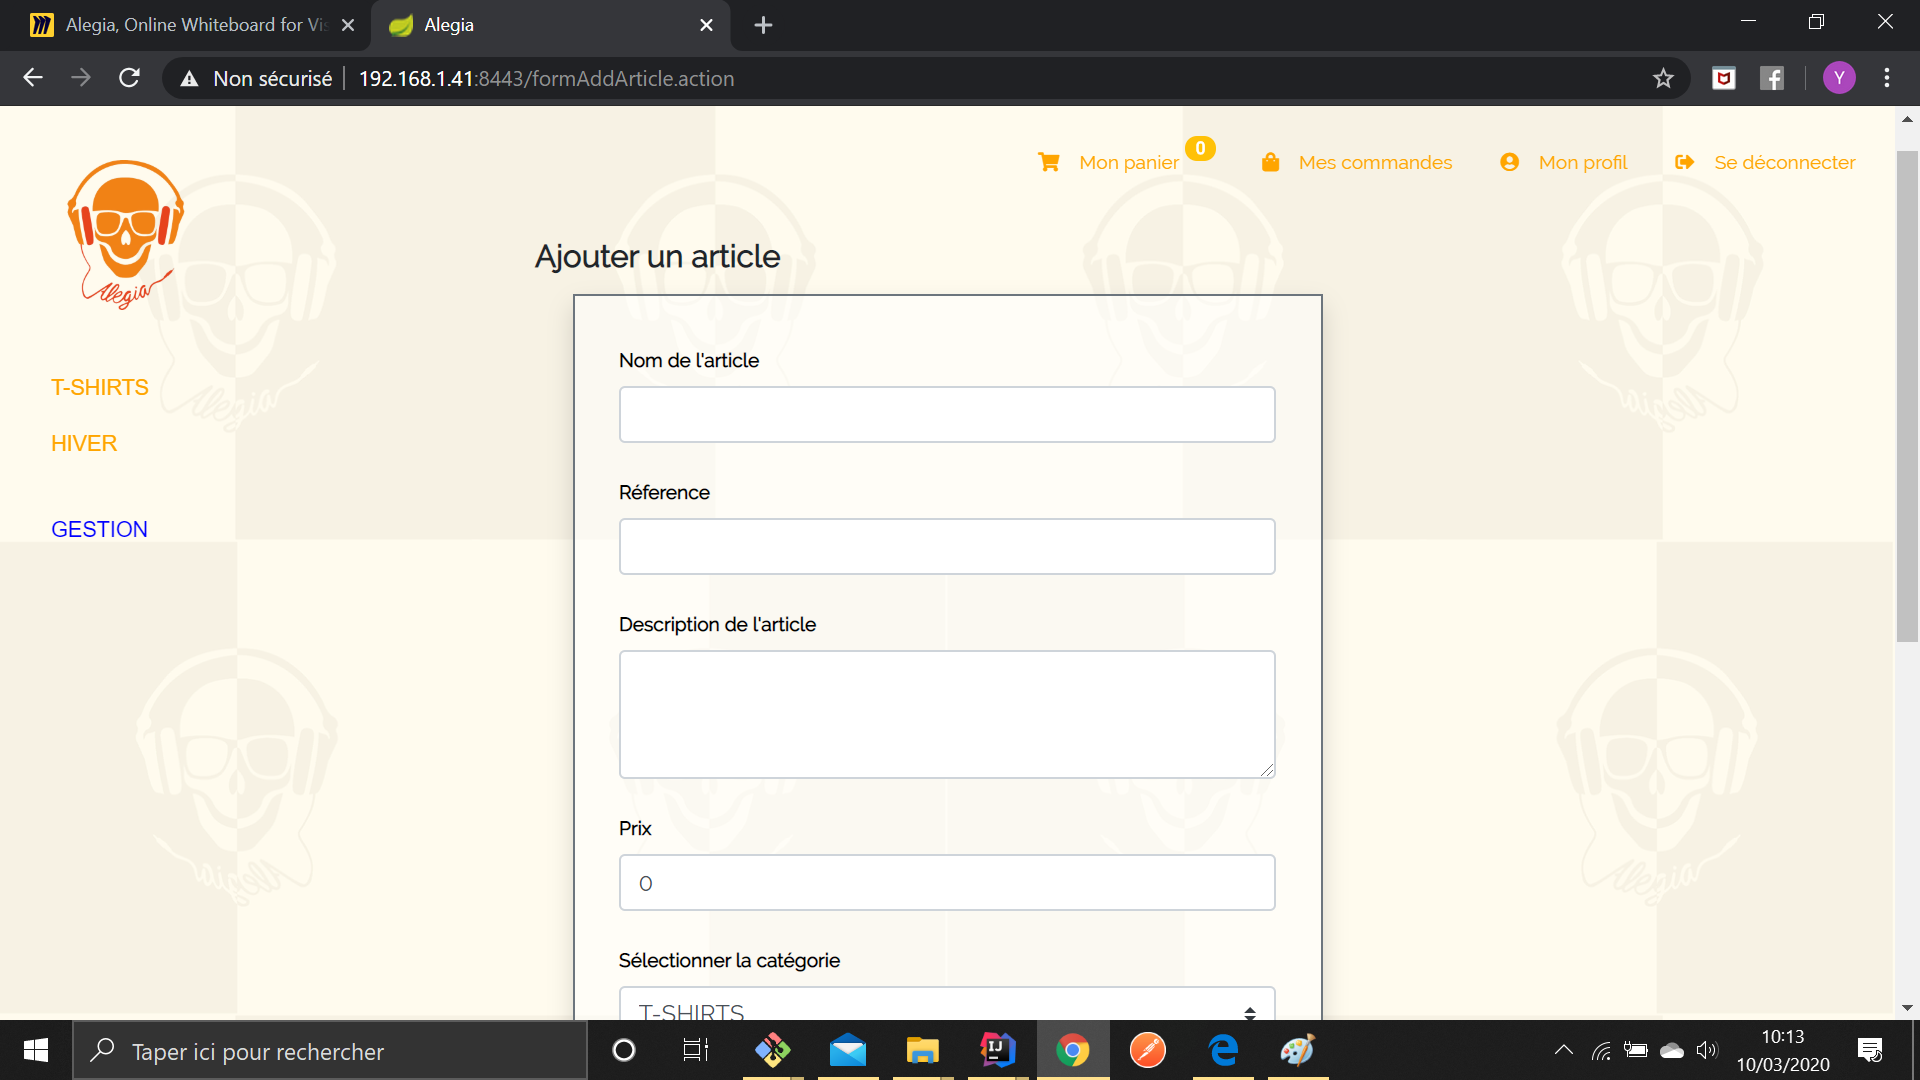 Alegia, Online Whiteboard for Vis
Alegia
Non sécurisé
192.168.1.41:8443/formAddArticle.action
Y
Mon panier
0
Mes commandes
Mon profil
Se déconnecter
Alegia
T-SHIRTS
HIVER
GESTION
Ajouter un article
Nom de l'article
Réference
Description de l'article
Prix
0
Sélectionner la catégorie
T-SHIRTS
Taper ici pour rechercher
10:13
10/03/2020